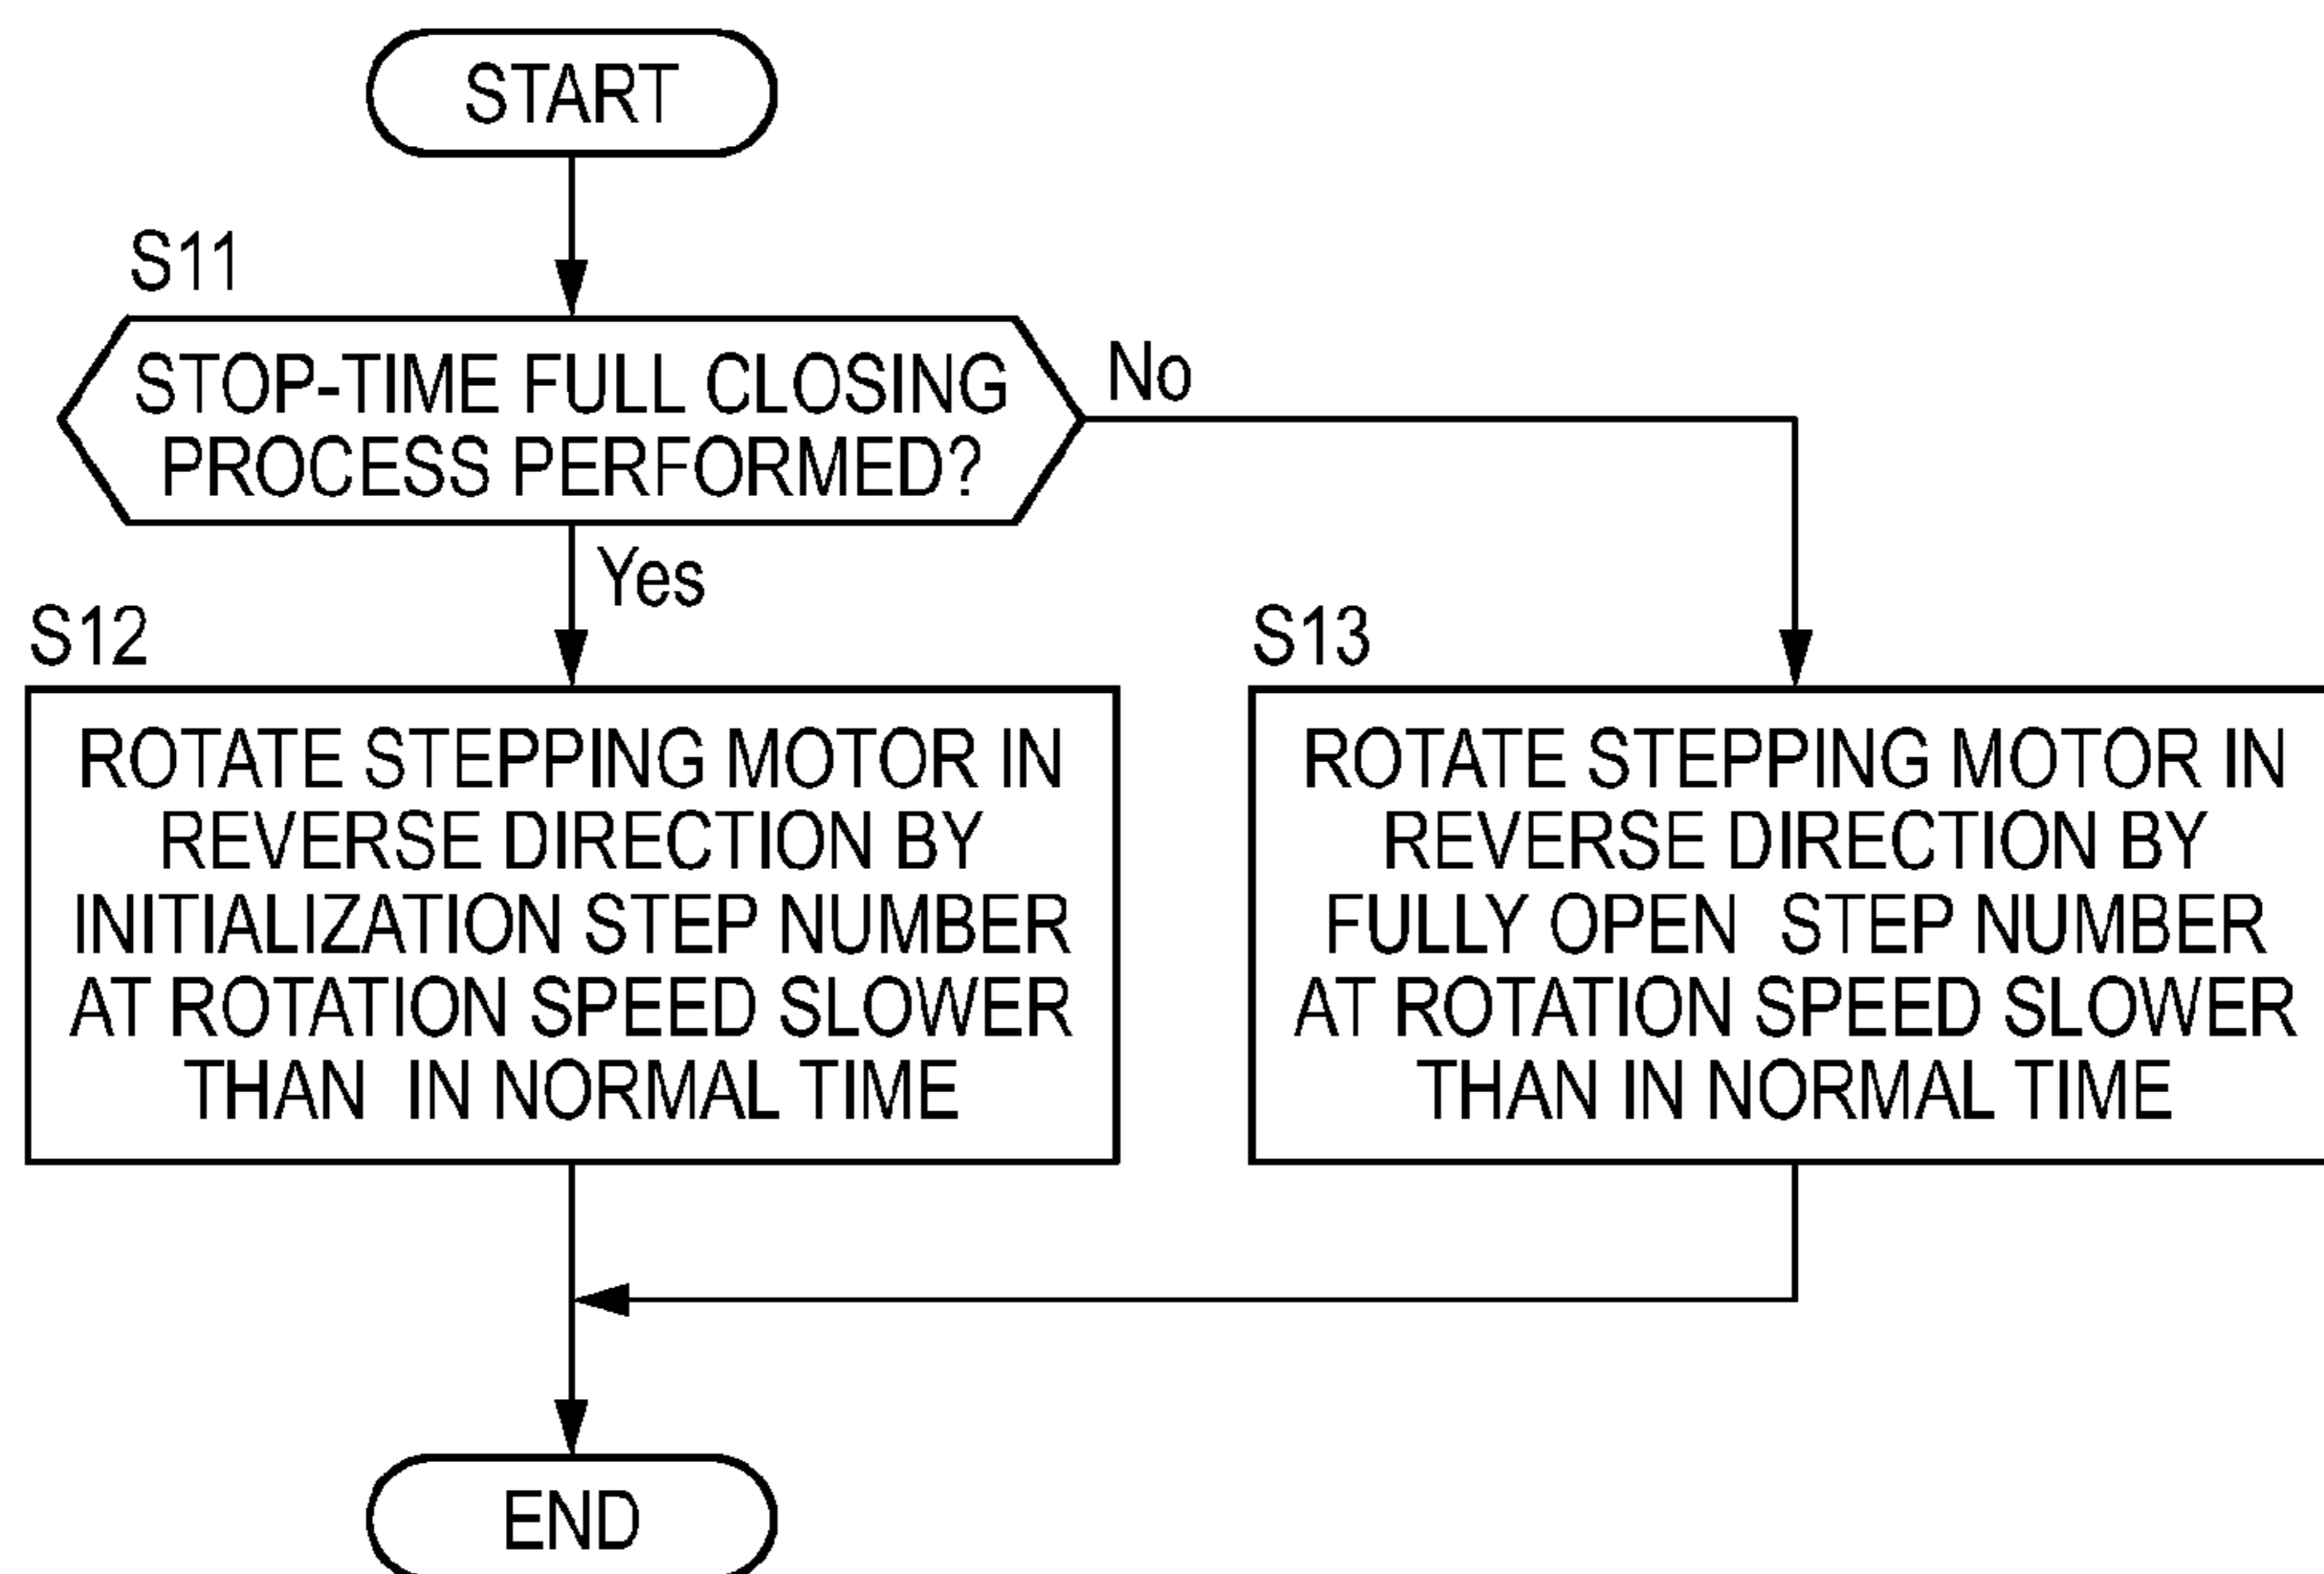 START
S11
STOP-TIME FULL CLOSING
PROCESS PERFORMED?
No
Yes
S12
ROTATE STEPPING MOTOR IN
REVERSE DIRECTION BY
INITIALIZATION STEP NUMBER
AT ROTATION SPEED SLOWER
THAN IN NORMAL TIME
S13
ROTATE STEPPING MOTOR IN
REVERSE DIRECTION BY
FULLY OPEN STEP NUMBER
AT ROTATION SPEED SLOWER
THAN IN NORMAL TIME
END